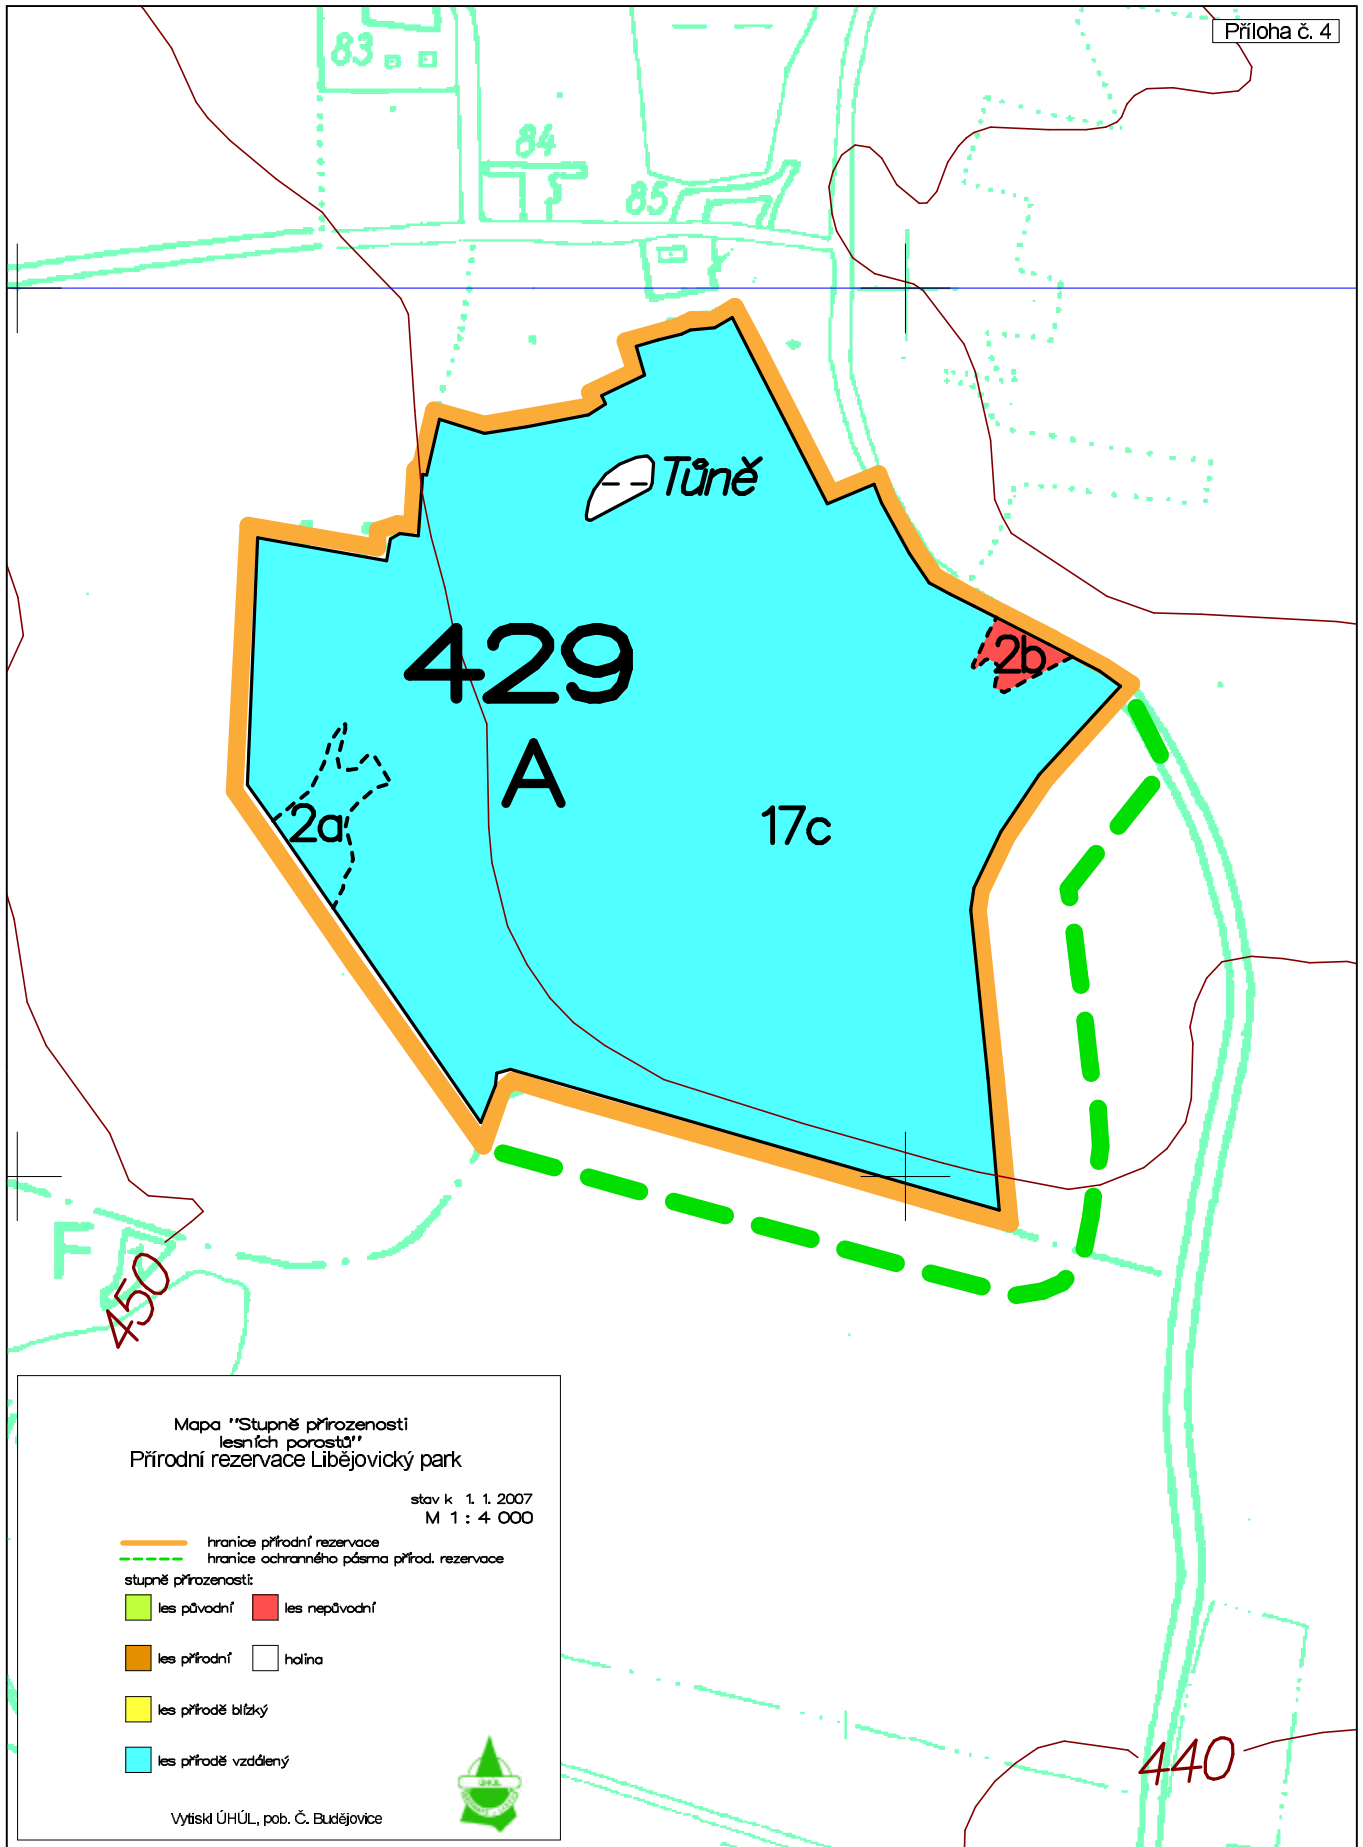 Příloha č. 4
83
84
85
Tůně
429
2b
A
2a
17c
F
450
Mapa "Stupně přirozenosti
lesních porostů"
Přírodní rezervace Libějovický park
stav k 1. 1. 2007
M 1 : 4 000
hranice přírodní rezervace
hranice ochranného pásma přírod. rezervace
stupně přirozenosti:
les původní les nepůvodní
les přírodní holina
les přírodě blízký
les přírodě vzdálený
ÚHÚL
Vytiskl ÚHÚL, pob. Č. Budějovice
440